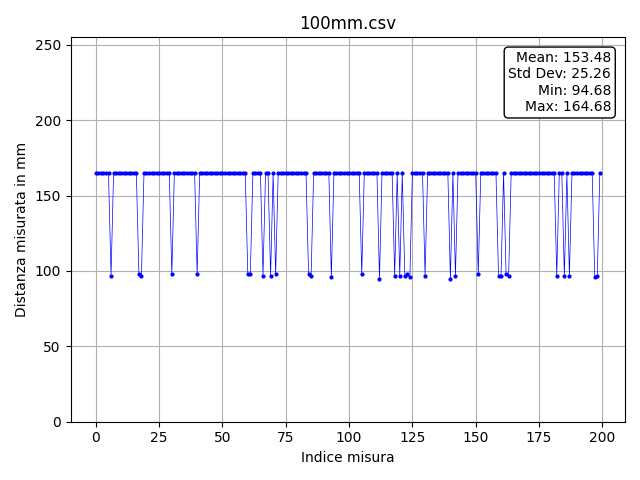 100mm.csv
Mean: 153.48
Std Dev: 25.26
Min: 94.68
Max: 164.68
Distanza misurata in mm
250
200
150
100
50
0
0 25 50 75 100 125 150 175 200
Indice misura